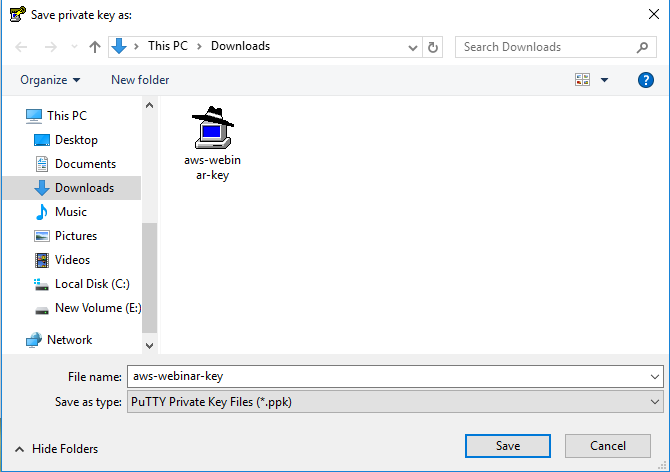 Save private key as:
This PC > Downloads
Search Downloads
Organize
New folder
This PC
Desktop
Documents
Downloads
Music
Pictures
Videos
Local Disk (C:)
New Volume (E:)
Network
aws-webin
ar-key
File name: aws-webinar-key
Save as type: PuTTY Private Key Files (*.ppk)
Hide Folders
Save
Cancel